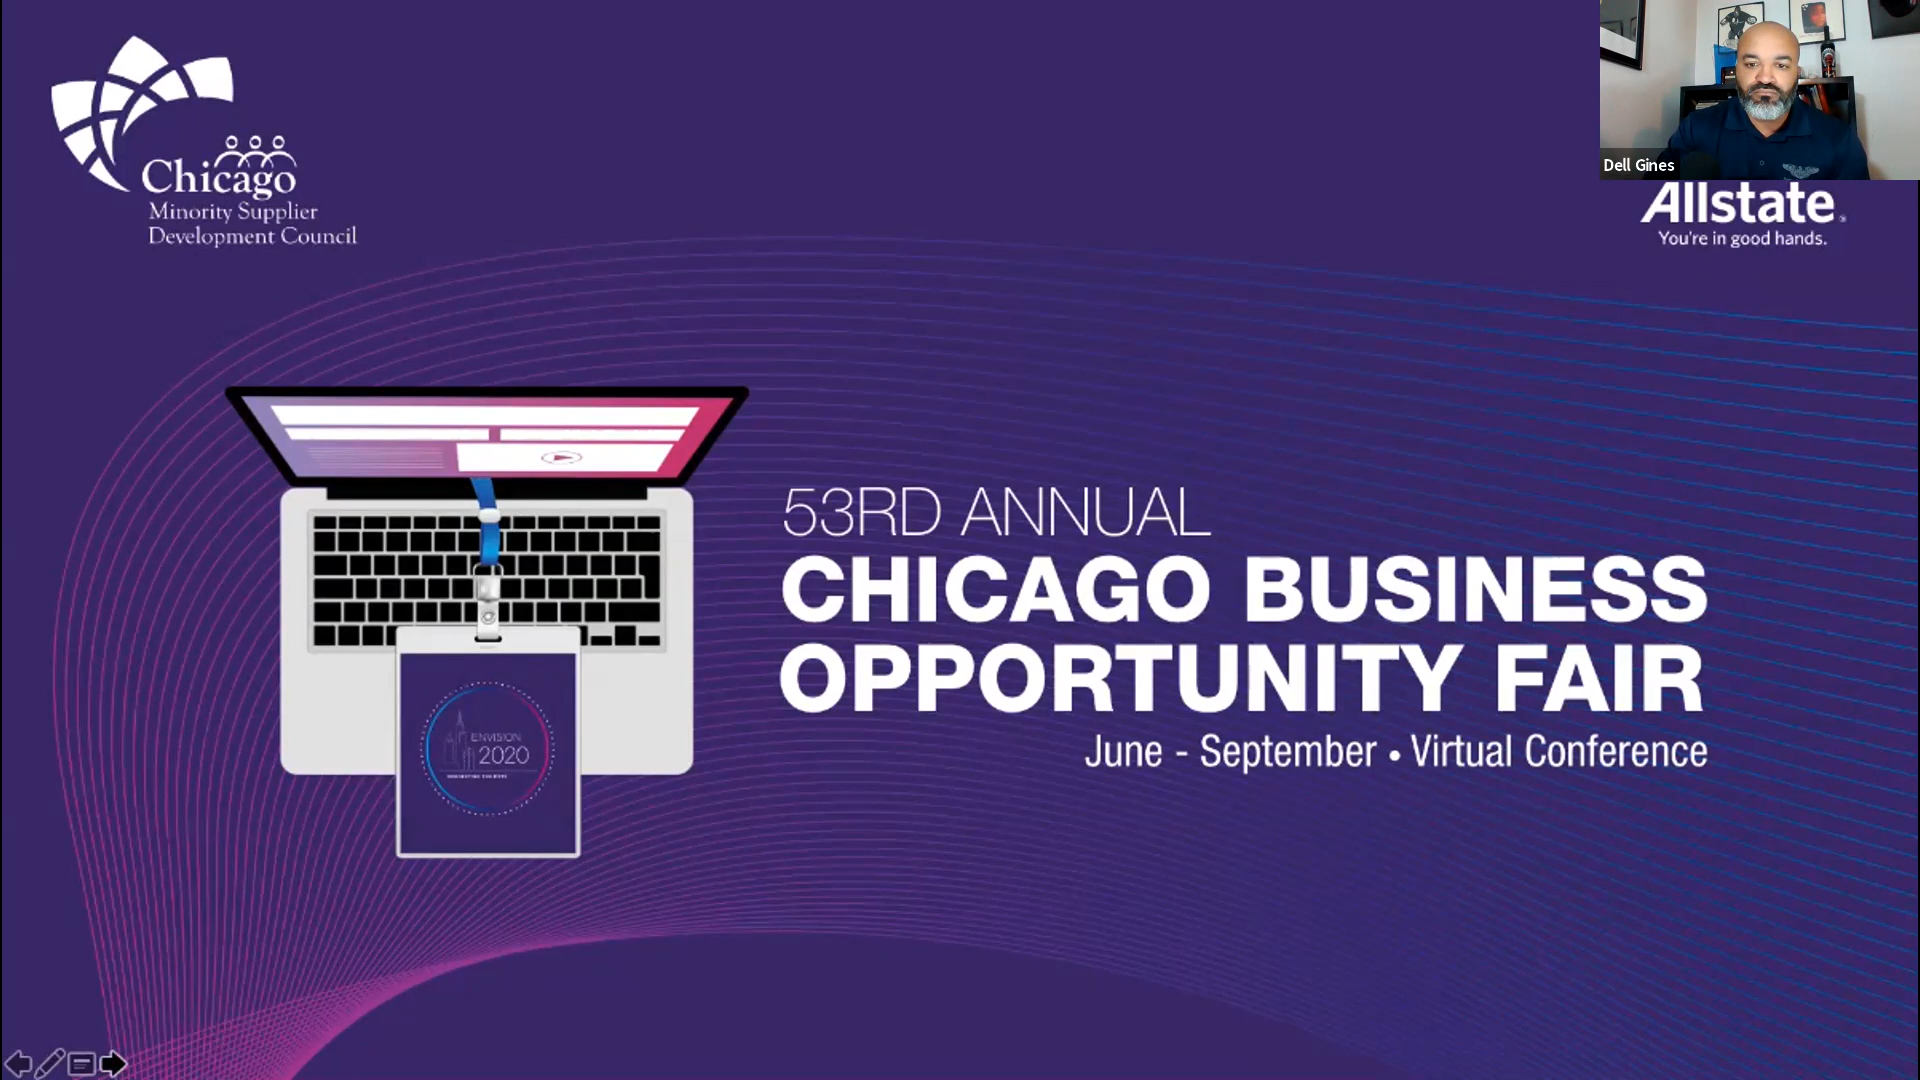 Chicago
Minority Supplier
Development Council
Dell Gines
Allstate
You're in good hands.
53RD ANNUAL
CHICAGO BUSINESS
OPPORTUNITY FAIR
June - September • Virtual Conference
ENVISION
2020